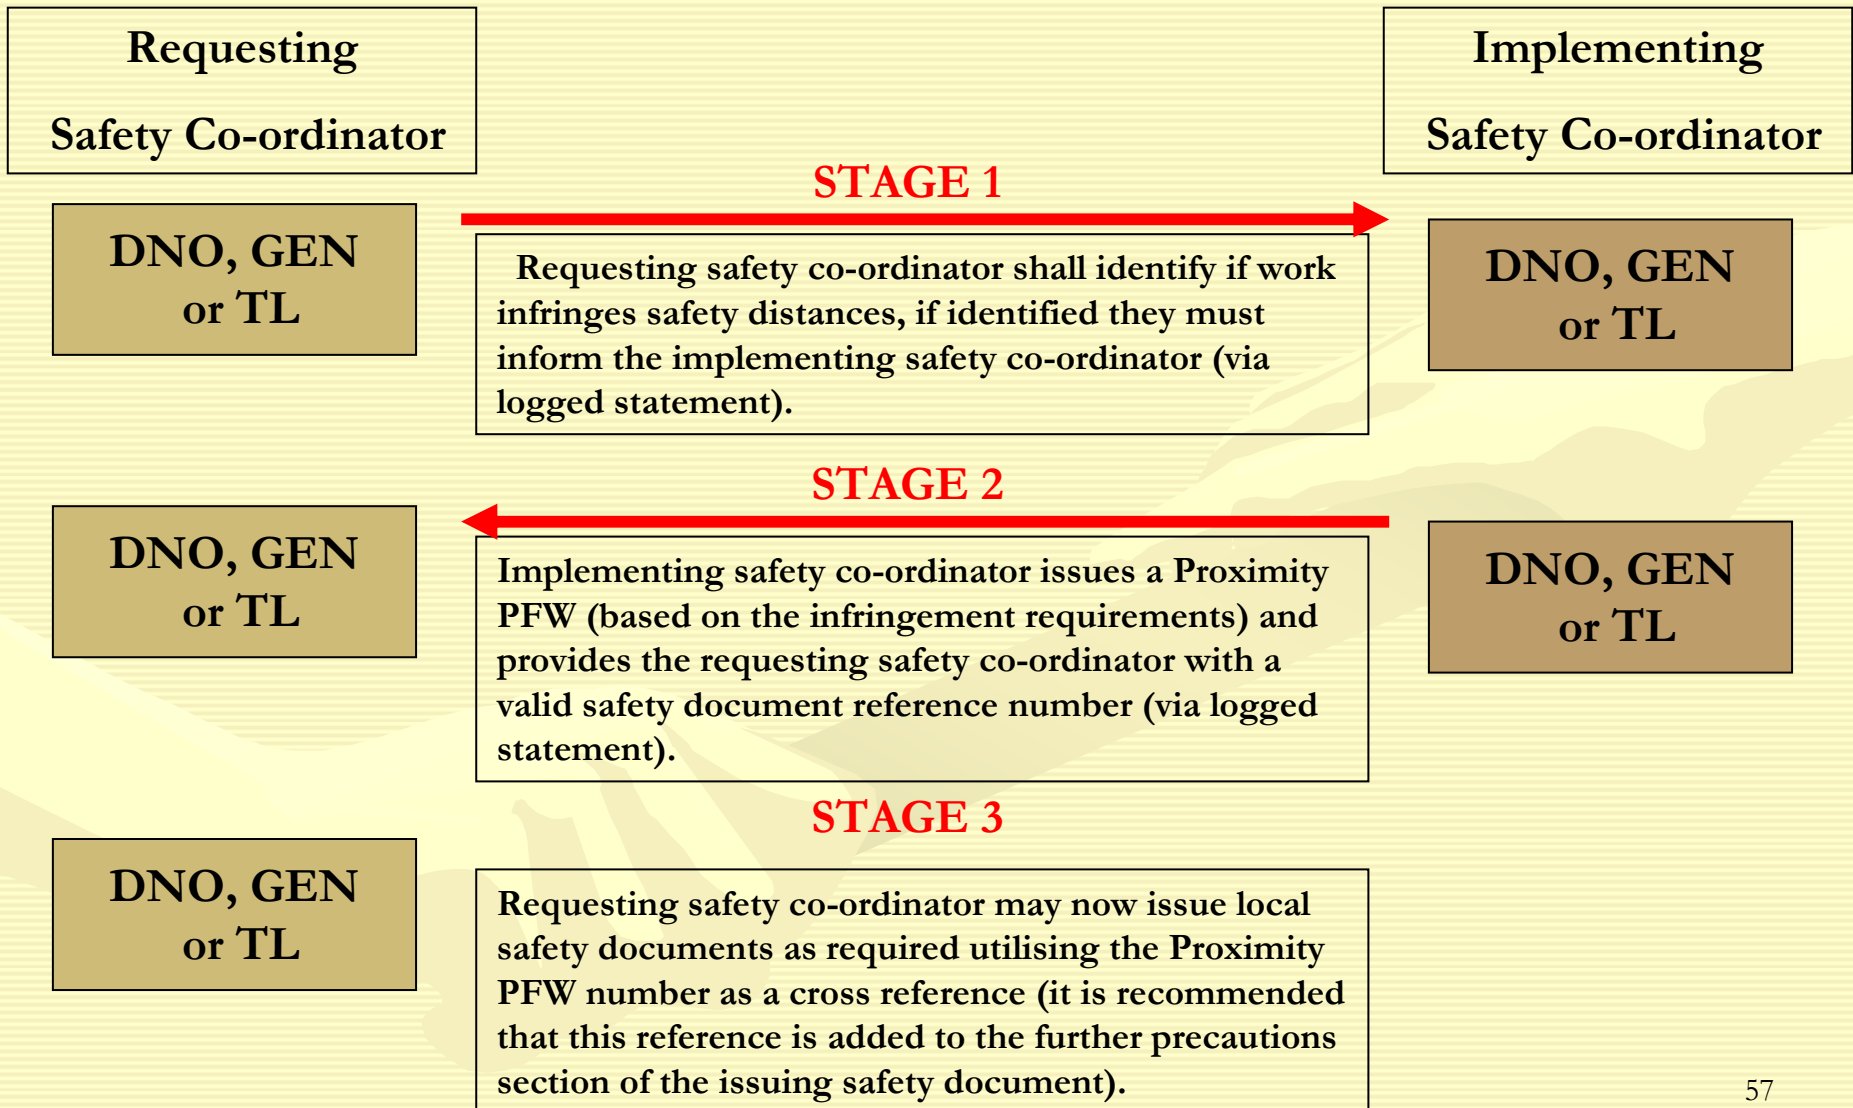 Requesting
Safety Co-ordinator
Implementing
Safety Co-ordinator
STAGE 1
DNO, GEN
or TL
Requesting safety co-ordinator shall identify if work
infringes safety distances, if identified they must
inform the implementing safety co-ordinator (via
logged statement).
DNO, GEN
or TL
STAGE 2
DNO, GEN
or TL
Implementing safety co-ordinator issues a Proximity
PFW (based on the infringement requirements) and
provides the requesting safety co-ordinator with a
valid safety document reference number (via logged
statement).
DNO, GEN
or TL
STAGE 3
DNO, GEN
or TL
Requesting safety co-ordinator may now issue local
safety documents as required utilising the Proximity
PFW number as a cross reference (it is recommended
that this reference is added to the further precautions
section of the issuing safety document).
57